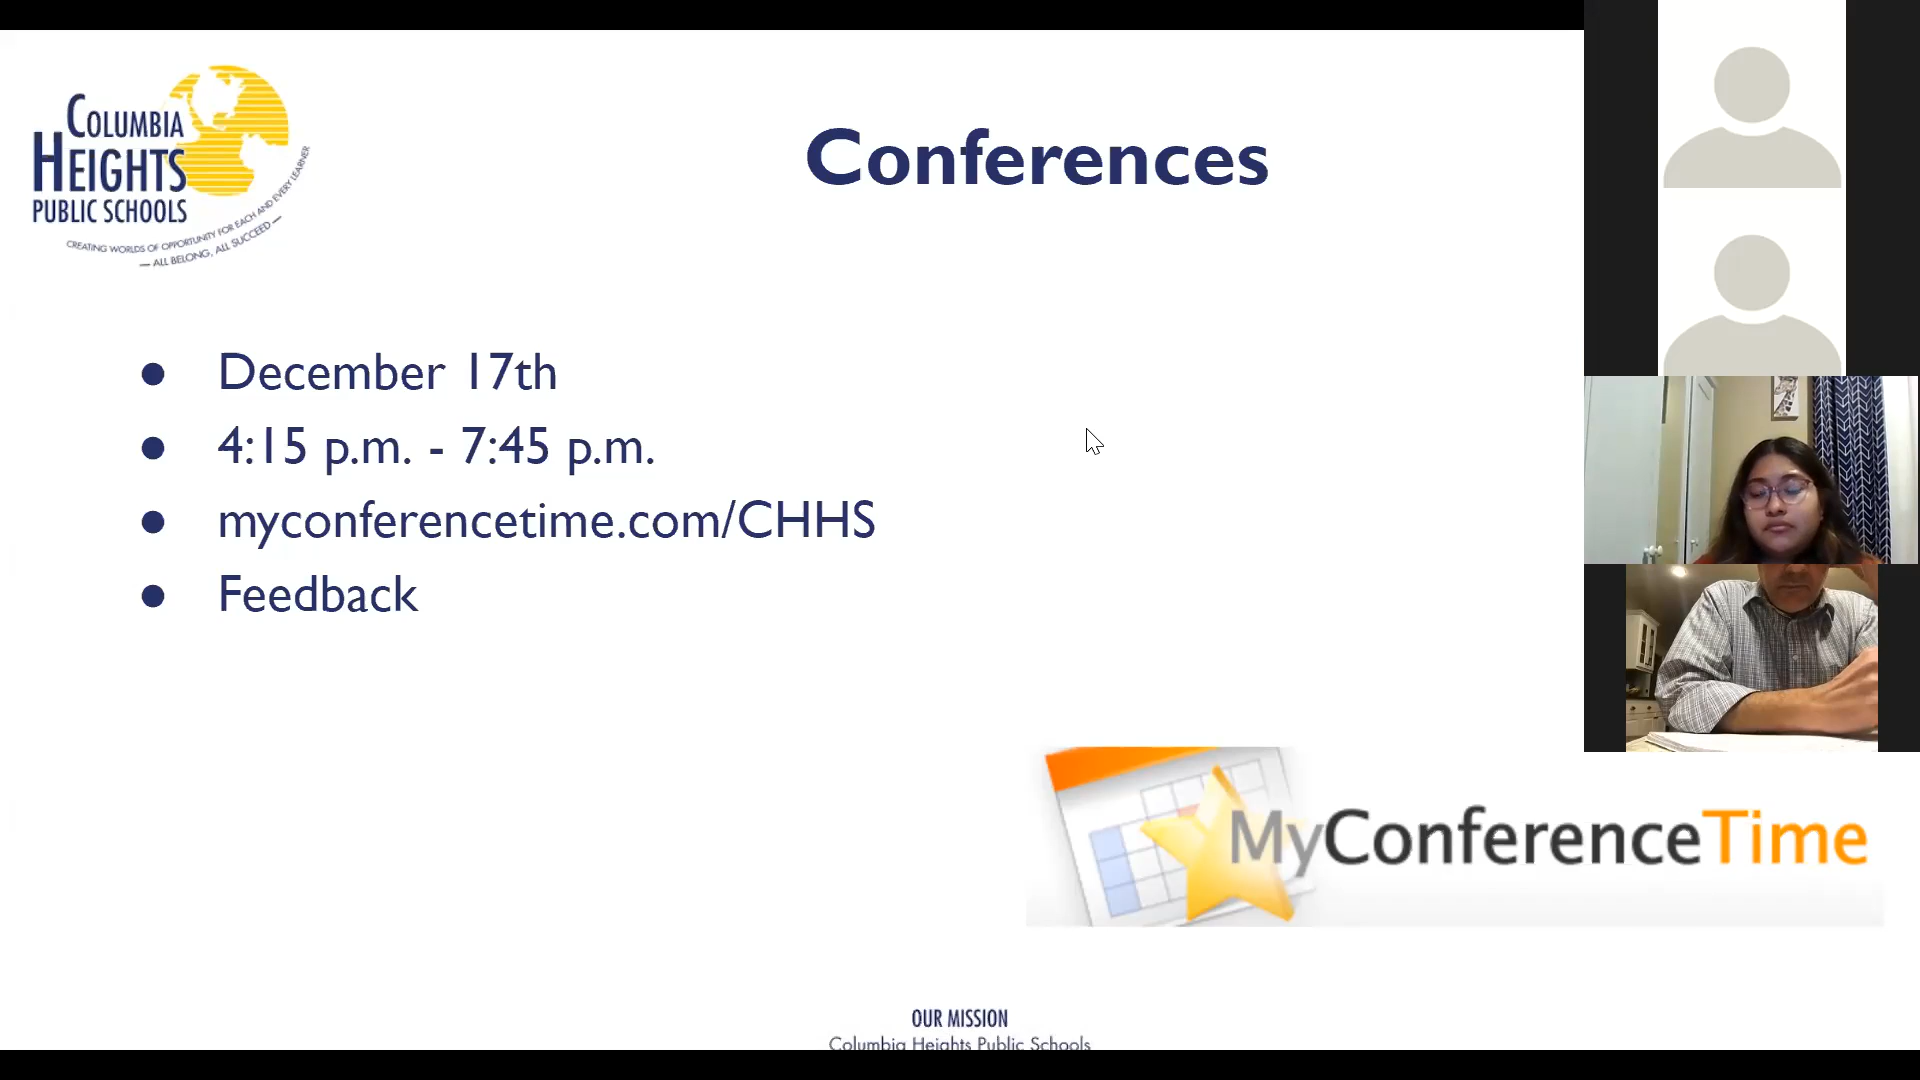 COLUMBIA
HEIGHTS
PUBLIC SCHOOLS
CREATING WORLDS OF OPPORTUNITY FOR EACH AND EVERY LEARNER
— ALL BELONG, ALL SUCCEED —
Conferences
● December 17th
● 4:15 p.m. - 7:45 p.m.
● myconferencetime.com/CHHS
● Feedback
MyConferenceTime
OUR MISSION
Columbia Heights Public Schools